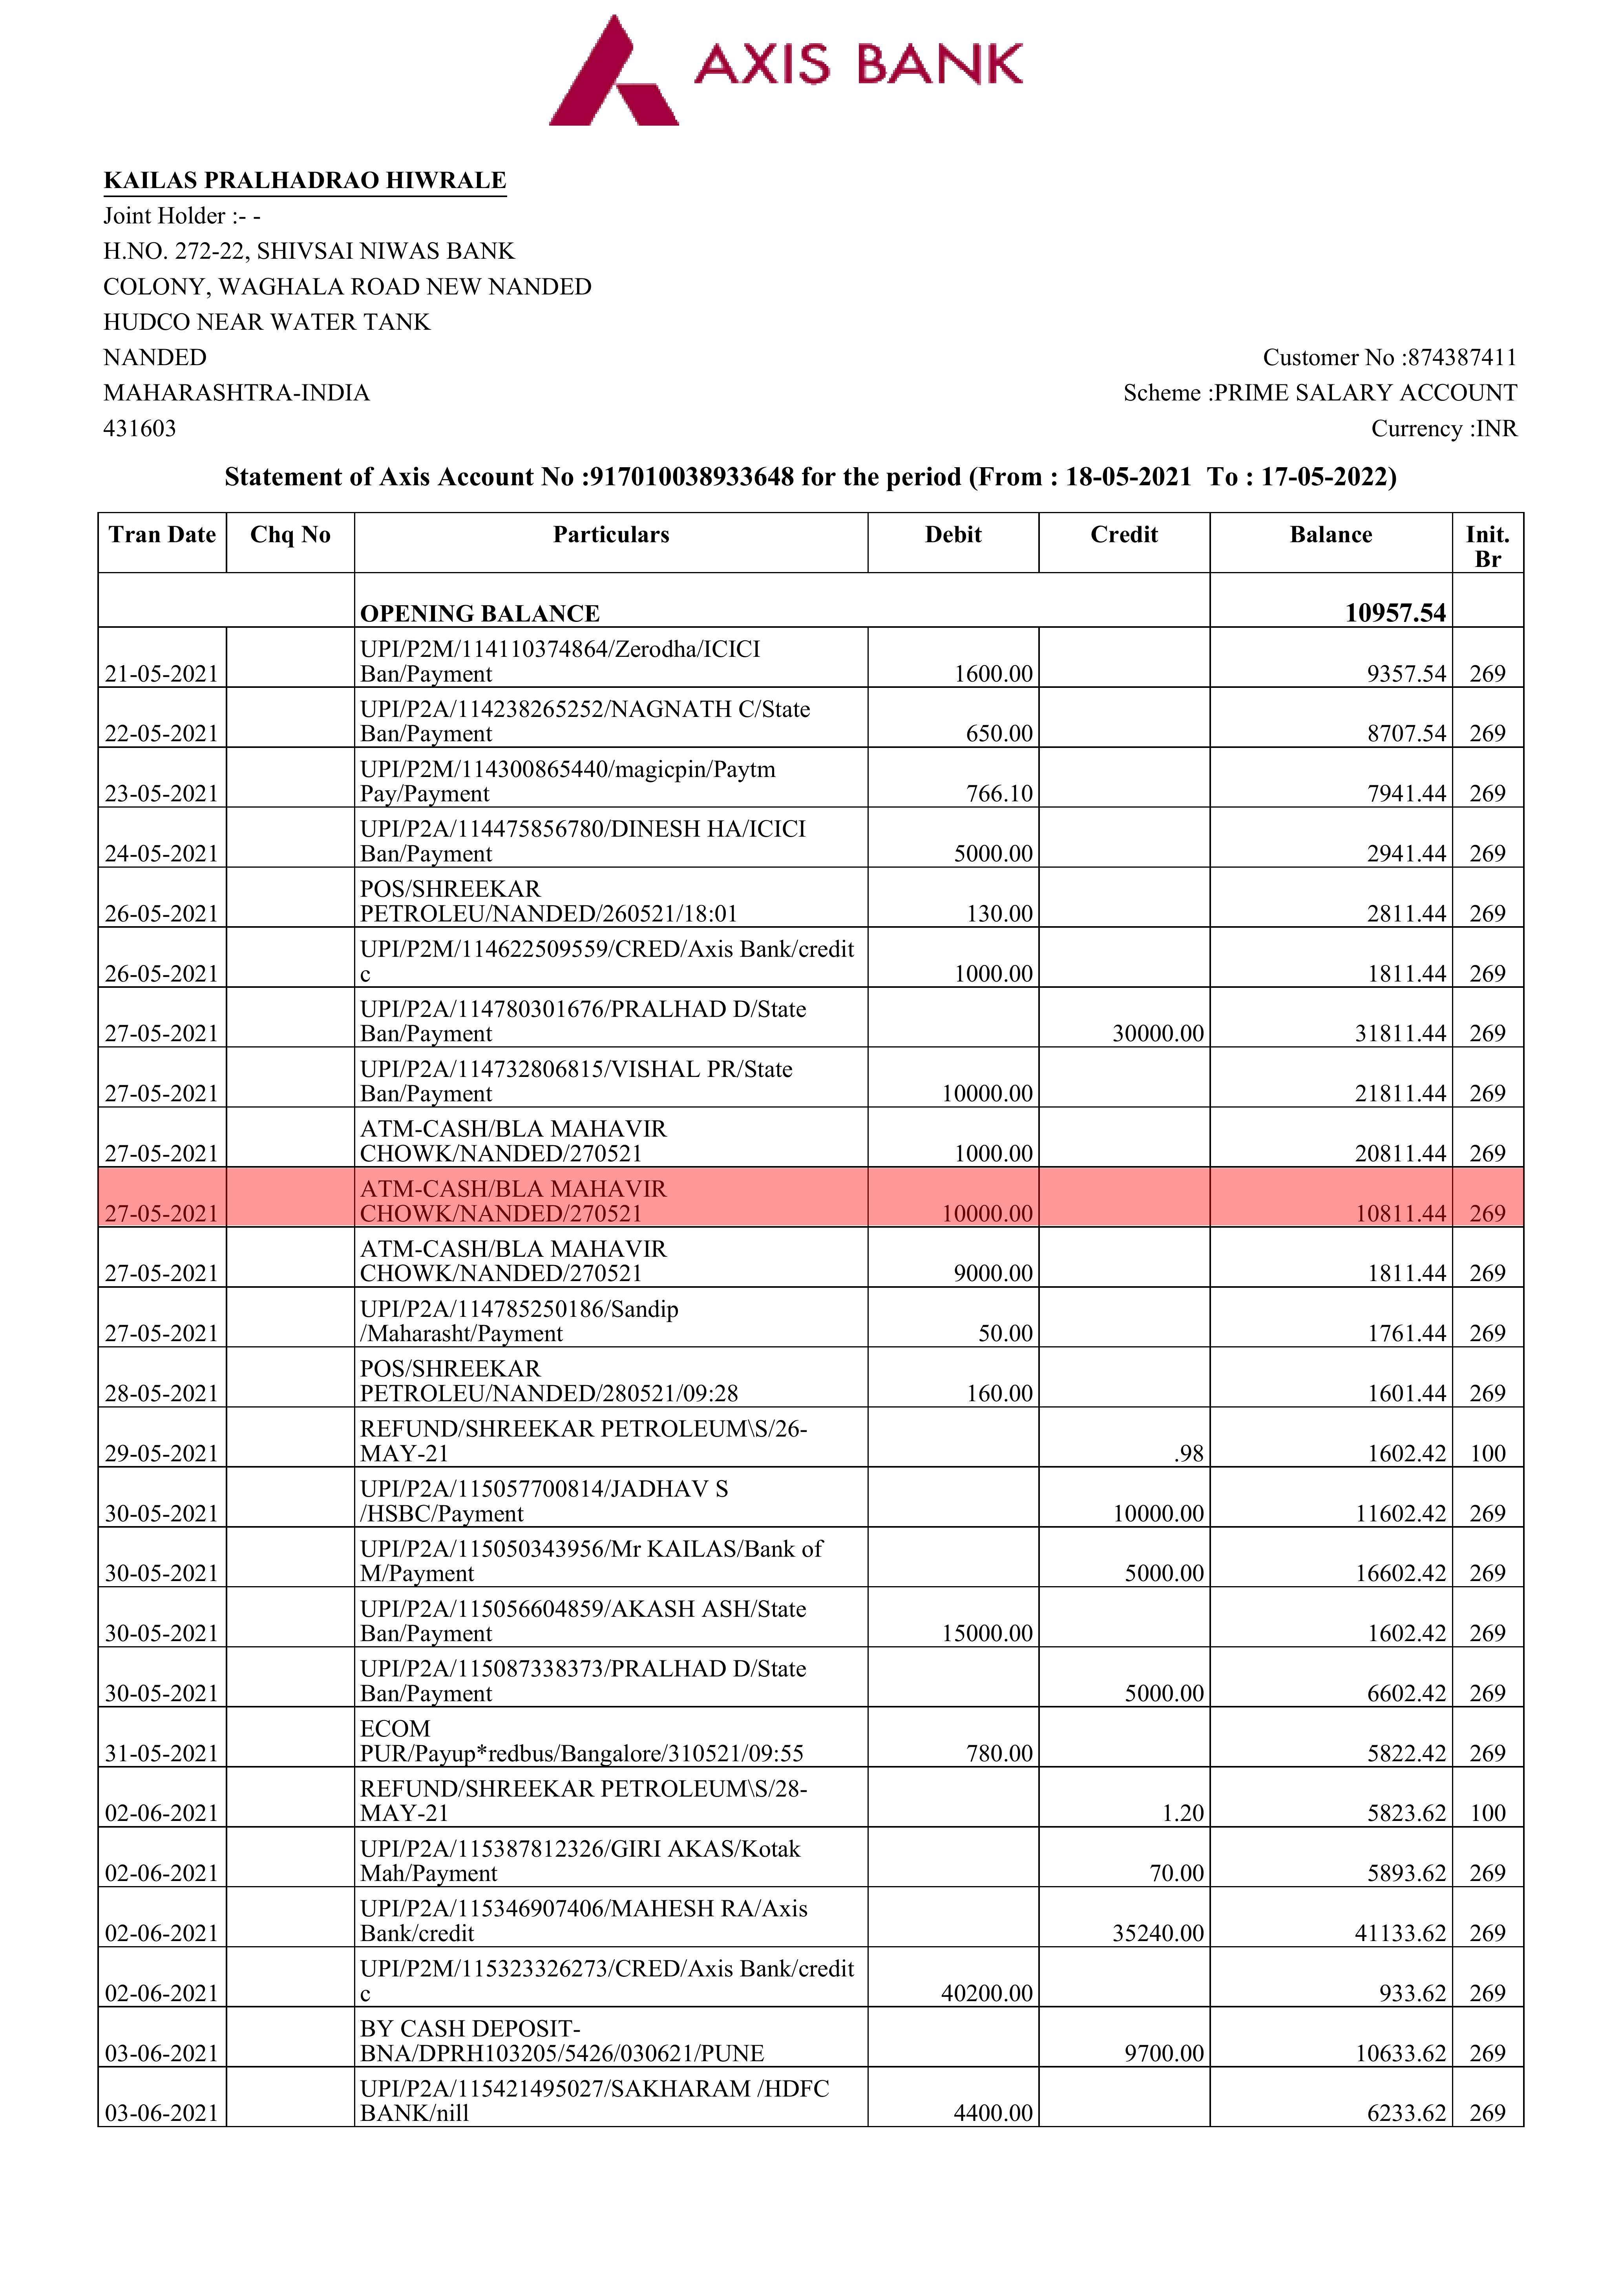 AXIS BANK
KAILAS PRALHADRAO HIWRALE
Joint Holder :- -
H.NO. 272-22, SHIVSAI NIWAS BANK
COLONY, WAGHALA ROAD NEW NANDED
HUDCO NEAR WATER TANK
NANDED Customer No :874387411
MAHARASHTRA-INDIA Scheme :PRIME SALARY ACCOUNT
431603 Currency :INR
Statement of Axis Account No :917010038933648 for the period (From : 18-05-2021 To : 17-05-2022)
Tran Date Chq No Particulars Debit Credit Balance Init.
Br
OPENING BALANCE 10957.54
UPI/P2M/114110374864/Zerodha/ICICI
21-05-2021 Ban/Payment 1600.00 9357.54 269
UPI/P2A/114238265252/NAGNATH C/State
22-05-2021 Ban/Payment 650.00 8707.54 269
UPI/P2M/114300865440/magicpin/Paytm
23-05-2021 Pay/Payment 766.10 7941.44 269
UPI/P2A/114475856780/DINESH HA/ICICI
24-05-2021 Ban/Payment 5000.00 2941.44 269
POS/SHREEKAR
26-05-2021 PETROLEU/NANDED/260521/18:01 130.00 2811.44 269
UPI/P2M/114622509559/CRED/Axis Bank/credit
26-05-2021 c 1000.00 1811.44 269
UPI/P2A/114780301676/PRALHAD D/State
27-05-2021 Ban/Payment 30000.00 31811.44 269
UPI/P2A/114732806815/VISHAL PR/State
27-05-2021 Ban/Payment 10000.00 21811.44 269
ATM-CASH/BLA MAHAVIR
27-05-2021 CHOWK/NANDED/270521 1000.00 20811.44 269
ATM-CASH/BLA MAHAVIR
27-05-2021 CHOWK/NANDED/270521 10000.00 10811.44 269
ATM-CASH/BLA MAHAVIR
27-05-2021 CHOWK/NANDED/270521 9000.00 1811.44 269
UPI/P2A/114785250186/Sandip
27-05-2021 /Maharasht/Payment 50.00 1761.44 269
POS/SHREEKAR
28-05-2021 PETROLEU/NANDED/280521/09:28 160.00 1601.44 269
REFUND/SHREEKAR PETROLEUM\S/26-
29-05-2021 MAY-21 .98 1602.42 100
UPI/P2A/115057700814/JADHAV S
30-05-2021 /HSBC/Payment 10000.00 11602.42 269
UPI/P2A/115050343956/Mr KAILAS/Bank of
30-05-2021 M/Payment 5000.00 16602.42 269
UPI/P2A/115056604859/AKASH ASH/State
30-05-2021 Ban/Payment 15000.00 1602.42 269
UPI/P2A/115087338373/PRALHAD D/State
30-05-2021 Ban/Payment 5000.00 6602.42 269
ECOM
31-05-2021 PUR/Payup*redbus/Bangalore/310521/09:55 780.00 5822.42 269
REFUND/SHREEKAR PETROLEUM\S/28-
02-06-2021 MAY-21 1.20 5823.62 100
UPI/P2A/115387812326/GIRI AKAS/Kotak
02-06-2021 Mah/Payment 70.00 5893.62 269
UPI/P2A/115346907406/MAHESH RA/Axis
02-06-2021 Bank/credit 35240.00 41133.62 269
UPI/P2M/115323326273/CRED/Axis Bank/credit
02-06-2021 c 40200.00 933.62 269
BY CASH DEPOSIT-
03-06-2021 BNA/DPRH103205/5426/030621/PUNE 9700.00 10633.62 269
UPI/P2A/115421495027/SAKHARAM /HDFC
03-06-2021 BANK/nill 4400.00 6233.62 269